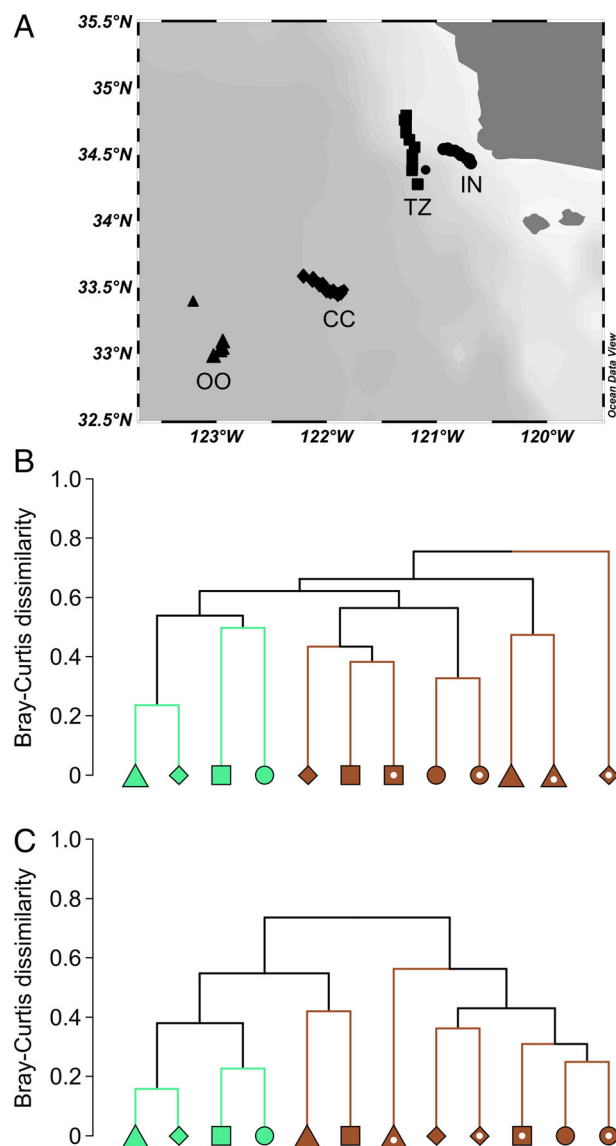 A
35.5°N
35°N
34.5°N
34°N
33.5°N
33°N
32.5°N
IN
TZ
CC
OO
123°W 122°W 121°W 120°W
Ocean Data View
B
Bray-Curtis dissimilarity
1.0
0.8
0.6
0.4
0.2
0
C
Bray-Curtis dissimilarity
1.0
0.8
0.6
0.4
0.2
0